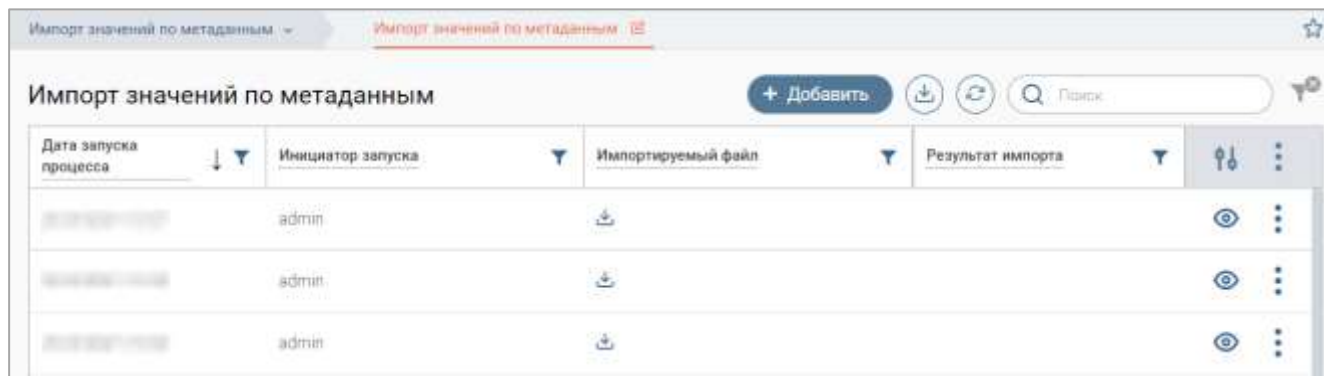 Импорт значений по метаданным
Импорт значений по метаданным
Импорт значений по метаданным
+ Добавить
Поиск
Дата запуска
процесса
Инициатор запуска
Импортируемый файл
Результат импорта
admin
admin
admin